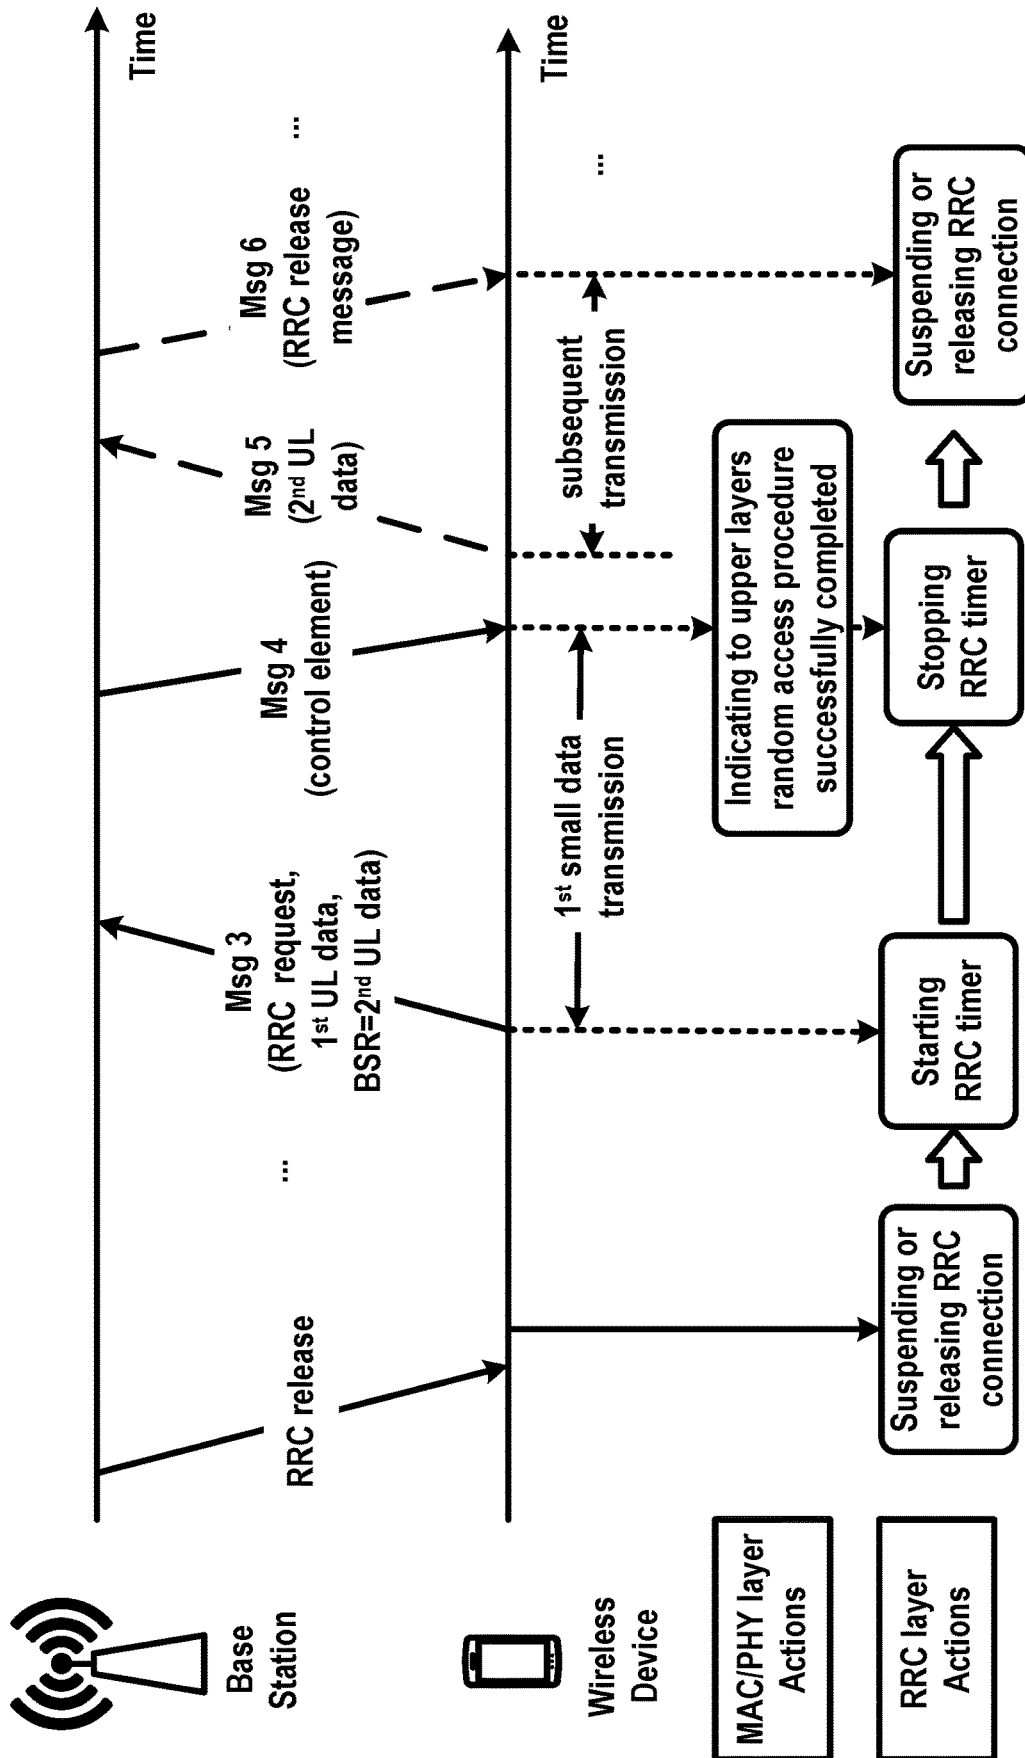 Base
Station
RRC release
...
Msg 3
(RRC request,
1st UL data,
BSR=2nd UL data)
Msg 4
(control element)
Msg 5
(2nd UL
data)
Msg 6
(RRC release
message)
...
Time
Wireless
Device
1st small data
transmission
subsequent
transmission
...
Time
MAC/PHY layer
Actions
Indicating to upper layers
random access procedure
successfully completed
RRC layer
Actions
Suspending or
releasing RRC
connection
Starting
RRC timer
Stopping
RRC timer
Suspending or
releasing RRC
connection